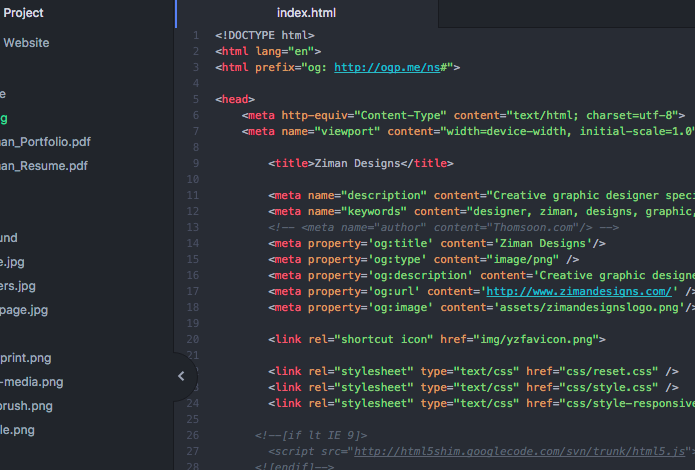 Project
index.html
Website
e
g
an_Portfolio.pdf
an_Resume.pdf
und
e.jpg
ers.jpg
page.jpg
print.png
-media.png
brush.png
le.png
1 <!DOCTYPE html>
2 <html lang="en">
3 <html prefix="og: http://ogp.me/ns#">
4
5 <head>
6 <meta http-equiv="Content-Type" content="text/html; charset=utf-8">
7 <meta name="viewport" content="width=device-width, initial-scale=1.0"
8
9 <title>Ziman Designs</title>
10
11 <meta name="description" content="Creative graphic designer speci
12 <meta name="keywords" content="designer, ziman, designs, graphic,
13 <!-- <meta name="author" content="Thomsoon.com"/> -->
14 <meta property='og:title' content='Ziman Designs'/>
15 <meta property='og:type' content="image/png" />
16 <meta property='og:description' content='Creative graphic designe
17 <meta property='og:url' content='http://www.zimandesigns.com/' />
18 <meta property='og:image' content='assets/zimandesignslogo.png'/>
19
20 <link rel="shortcut icon" href="img/yzfavicon.png">
21
22 <link rel="stylesheet" type="text/css" href="css/reset.css" />
23 <link rel="stylesheet" type="text/css" href="css/style.css" />
24 <link rel="stylesheet" type="text/css" href="css/style-responsive
25
26 <!--[if lt IE 9]>
27 <script src="http://html5shim.googlecode.com/svn/trunk/html5.js"
28 <![endif]-->